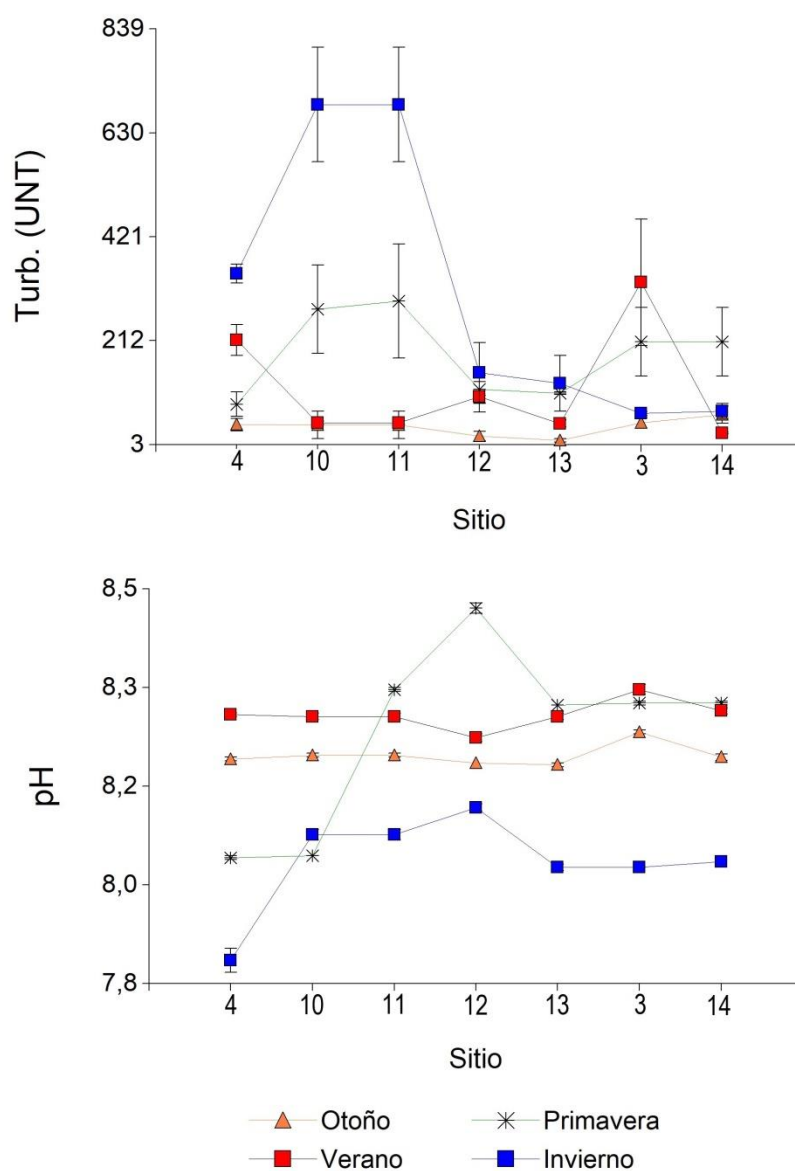 839
630
421
212
3
Turb. (UNT)
4 10 11 12 13 3 14
Sitio
8,5
8,3
8,2
8,0
7,8
pH
4 10 11 12 13 3 14
Sitio
Otoño Primavera
Verano Invierno